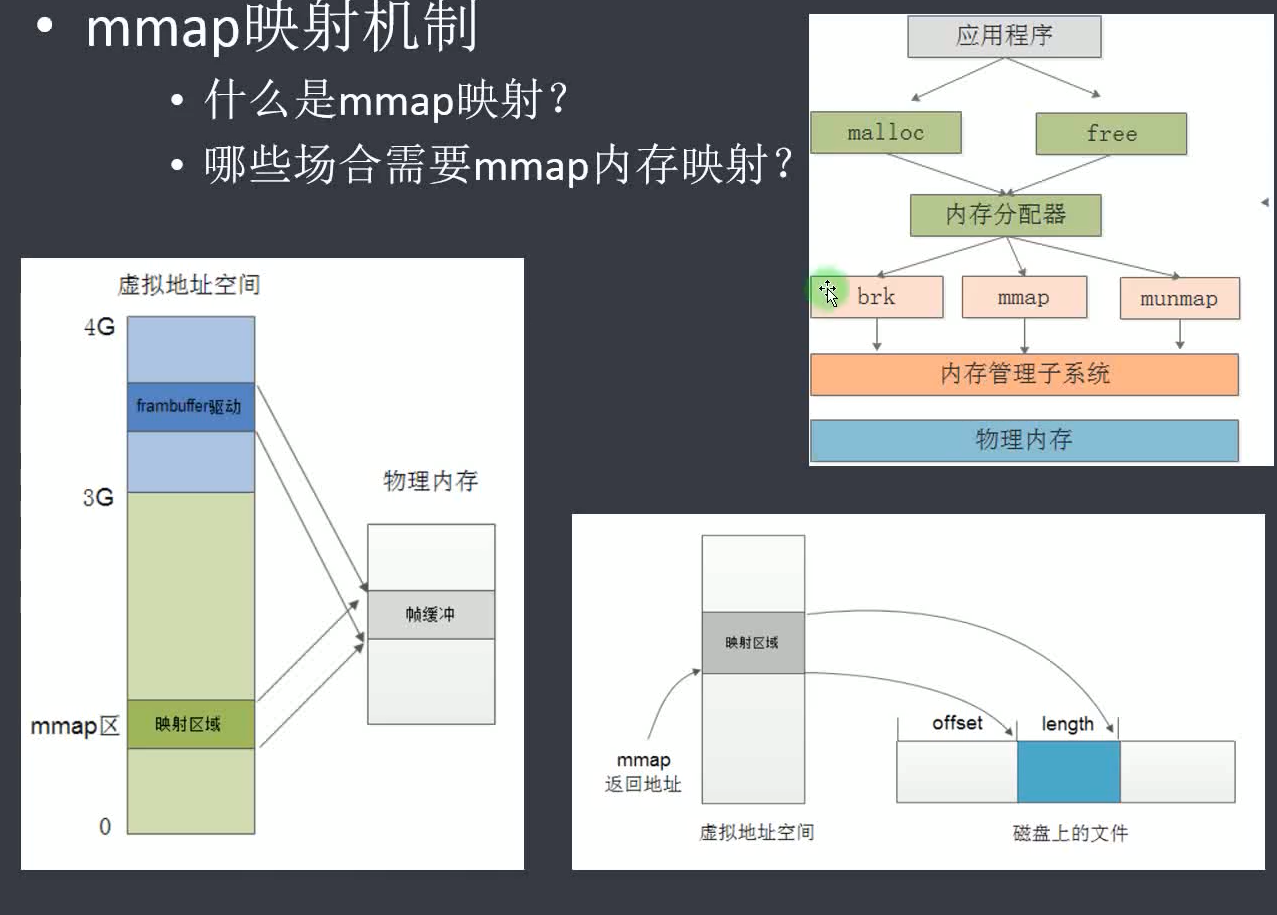 mmap映射机制
什么是mmap映射？
哪些场合需要mmap内存映射？
应用程序
malloc
free
内存分配器
brk
mmap
munmap
内存管理子系统
物理内存
虚拟地址空间
4G
frambuffer驱动
3G
物理内存
帧缓冲
mmap区
映射区域
0
映射区域
mmap
返回地址
offset
length
虚拟地址空间
磁盘上的文件